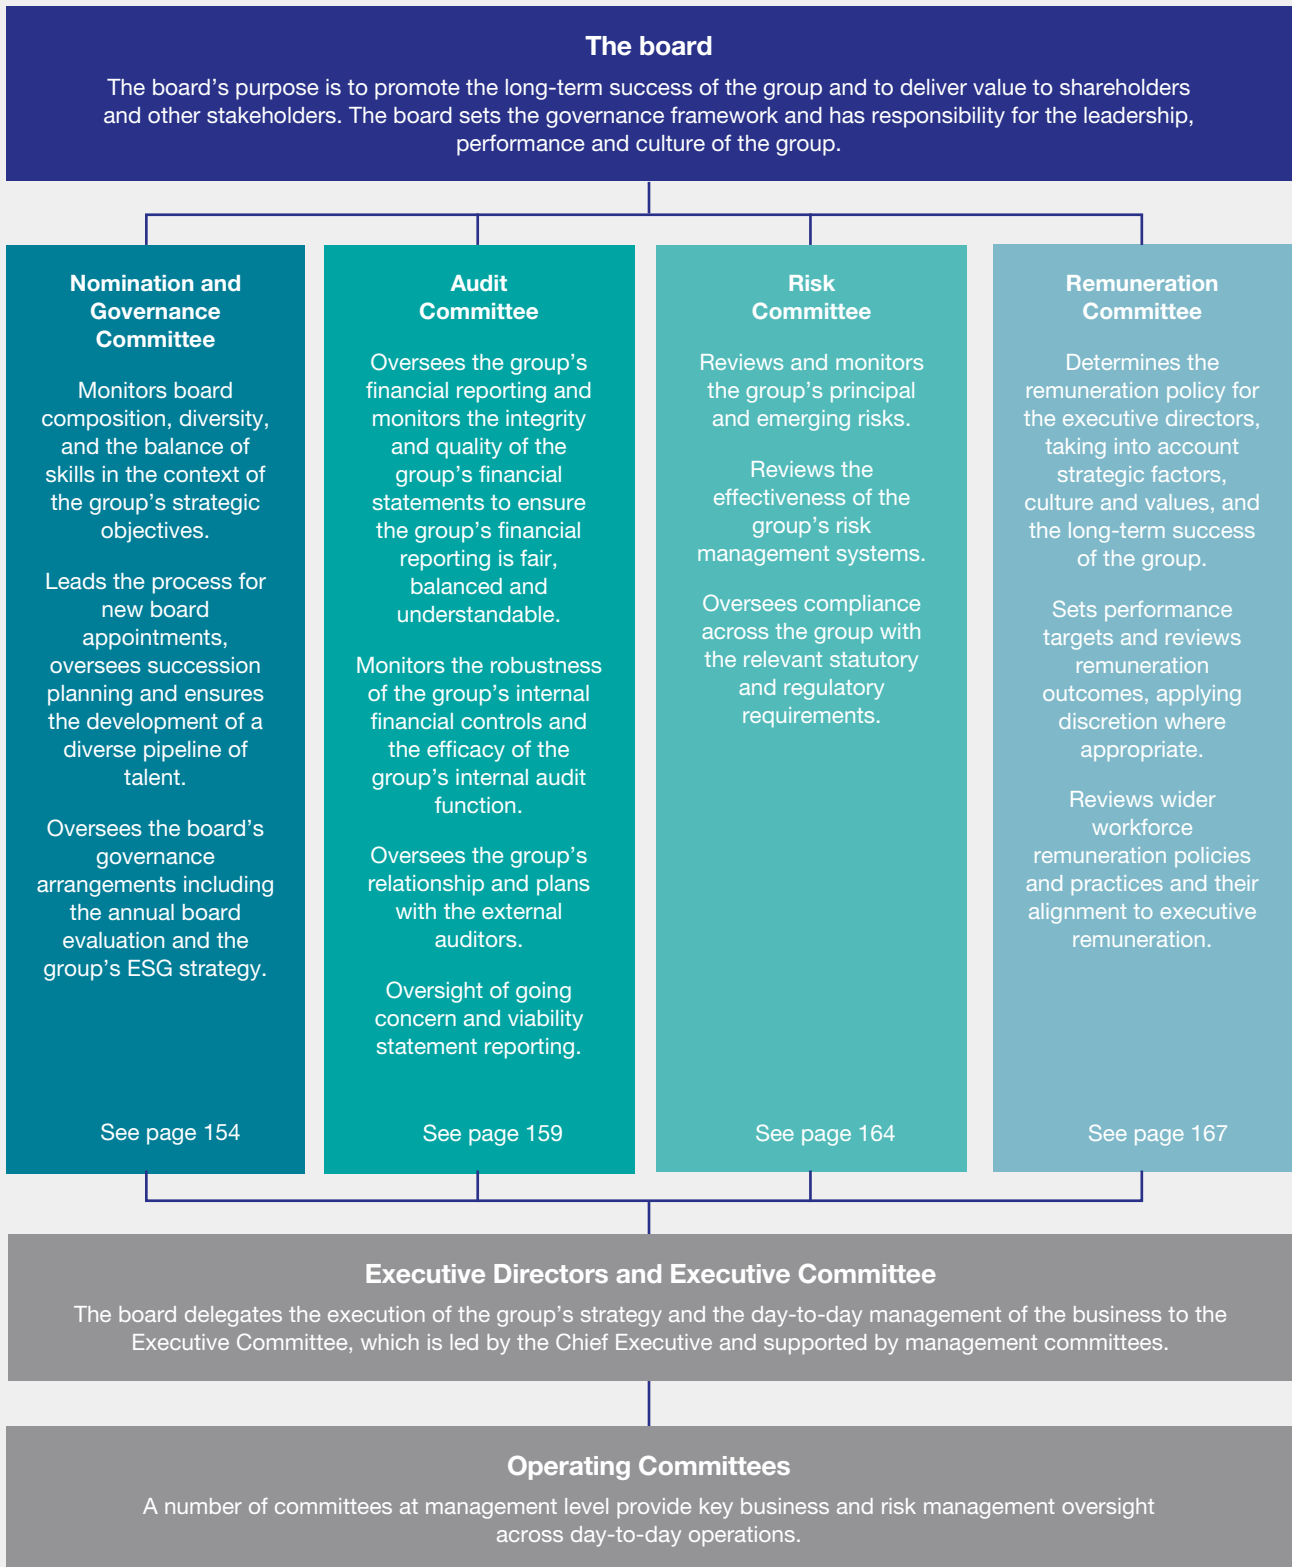 The board
The board’s purpose is to promote the long-term success of the group and to deliver value to shareholders
and other stakeholders. The board sets the governance framework and has responsibility for the leadership,
performance and culture of the group.
Nomination and
Governance
Committee
Monitors board
composition, diversity,
and the balance of
skills in the context of
the group’s strategic
objectives.
Leads the process for
new board
appointments,
oversees succession
planning and ensures
the development of a
diverse pipeline of
talent.
Oversees the board’s
governance
arrangements including
the annual board
evaluation and the
group’s ESG strategy.
See page 154
Audit
Committee
Oversees the group’s
financial reporting and
monitors the integrity
and quality of the
group’s financial
statements to ensure
the group’s financial
reporting is fair,
balanced and
understandable.
Monitors the robustness
of the group’s internal
financial controls and
the efficacy of the
group’s internal audit
function.
Oversees the group’s
relationship and plans
with the external
auditors.
Oversight of going
concern and viability
statement reporting.
See page 159
Risk
Committee
Reviews and monitors
the group’s principal
and emerging risks.
Reviews the
effectiveness of the
group’s risk
management systems.
Oversees compliance
across the group with
the relevant statutory
and regulatory
requirements.
See page 164
Remuneration
Committee
Determines the
remuneration policy for
the executive directors,
taking into account
strategic factors,
culture and values, and
the long-term success
of the group.
Sets performance
targets and reviews
remuneration
outcomes, applying
discretion where
appropriate.
Reviews wider
workforce
remuneration policies
and practices and their
alignment to executive
remuneration.
See page 167
Executive Directors and Executive Committee
The board delegates the execution of the group’s strategy and the day-to-day management of the business to the
Executive Committee, which is led by the Chief Executive and supported by management committees.
Operating Committees
A number of committees at management level provide key business and risk management oversight
across day-to-day operations.